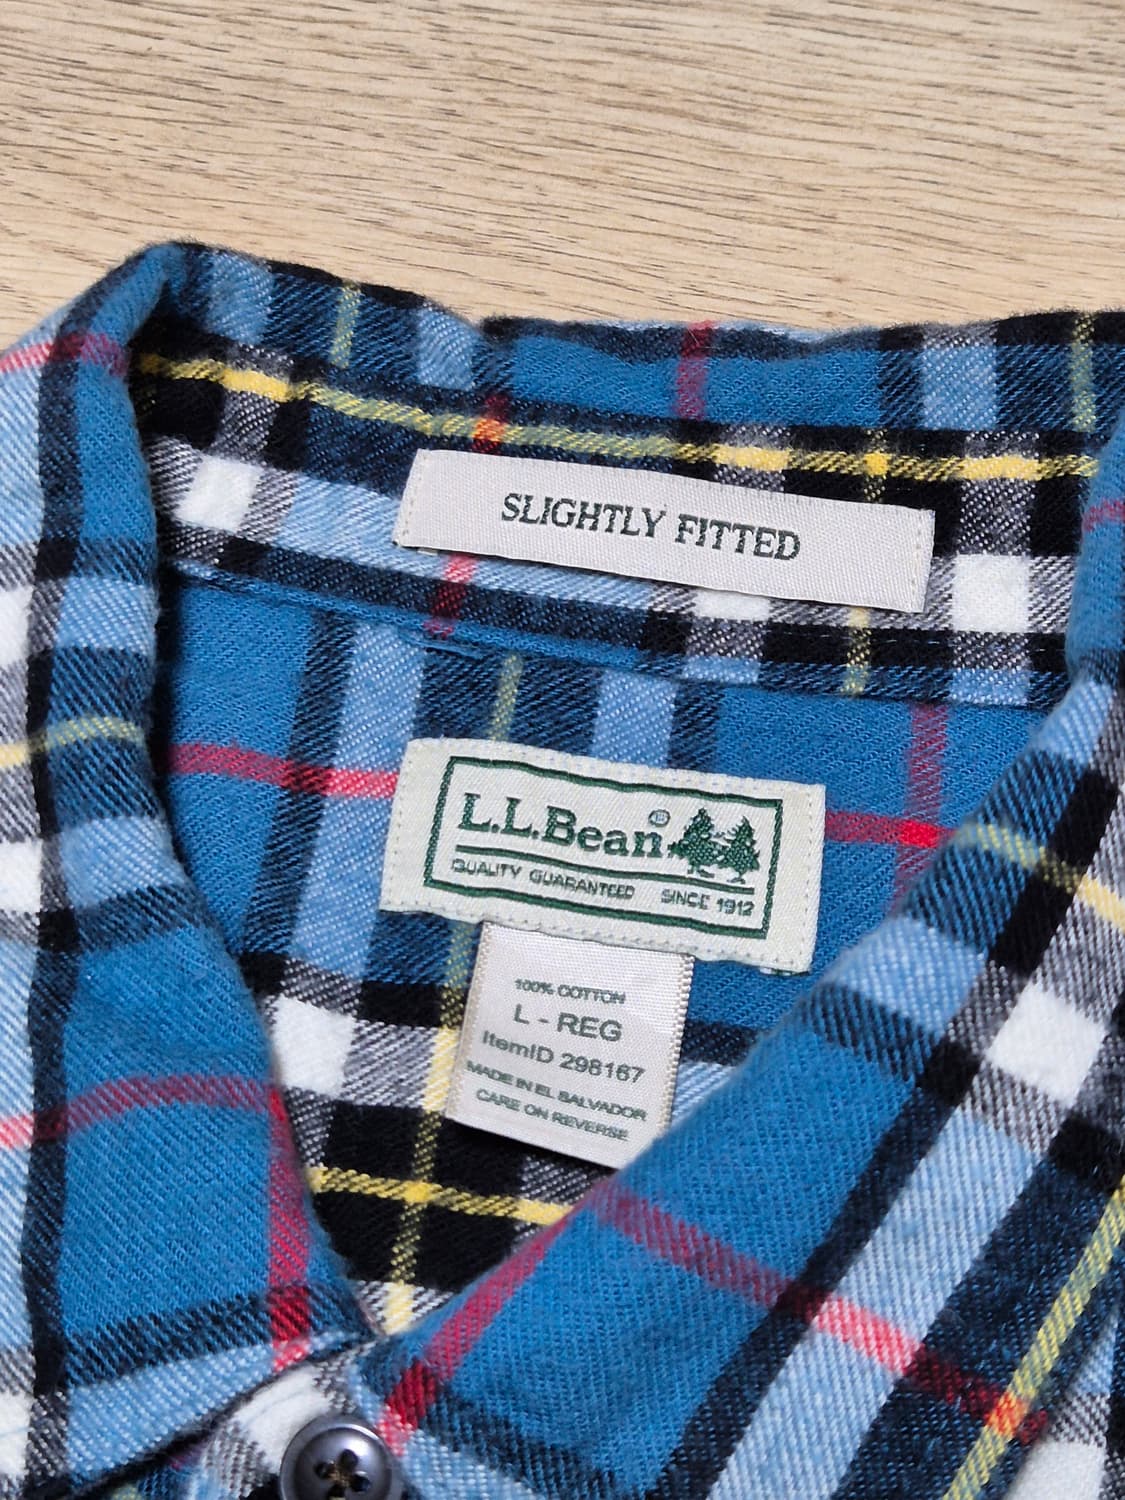 SLIGHTLY FITTED
L.L.Bean®
QUALITY GUARANTEED SINCE 1912
100% COTTON
L - REG
ItemID 298167
MADE IN EL SALVADOR
CARE ON REVERSE